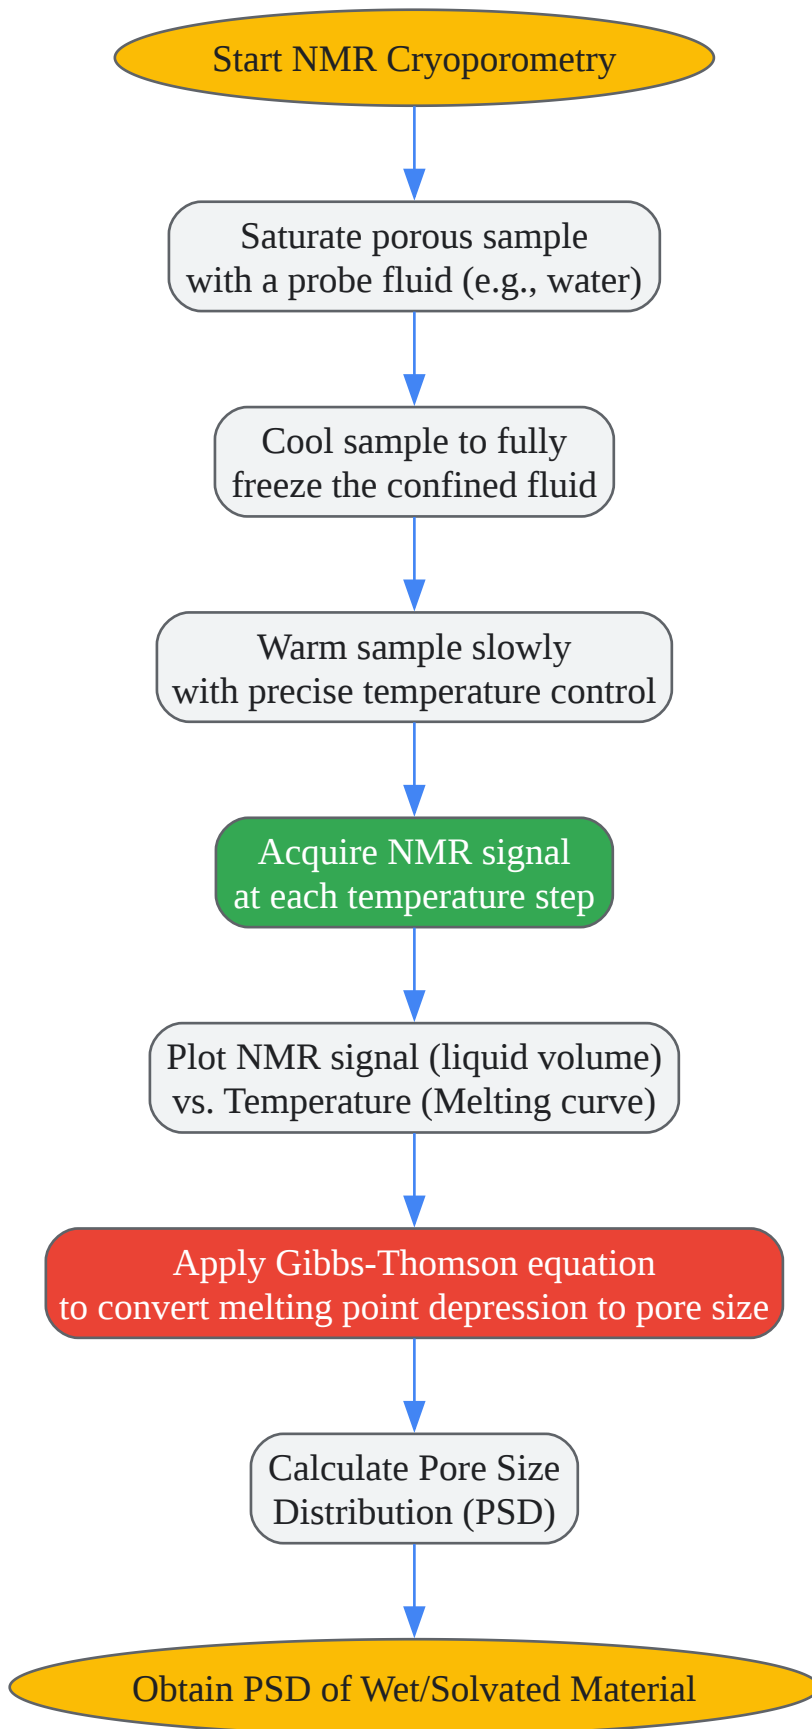 Start NMR Cryoporometry
Saturate porous sample
with a probe fluid (e.g., water)
Cool sample to fully
freeze the confined fluid
Warm sample slowly
with precise temperature control
Acquire NMR signal
at each temperature step
Plot NMR signal (liquid volume)
vs. Temperature (Melting curve)
Apply Gibbs-Thomson equation
to convert melting point depression to pore size
Calculate Pore Size
Distribution (PSD)
Obtain PSD of Wet/Solvated Material